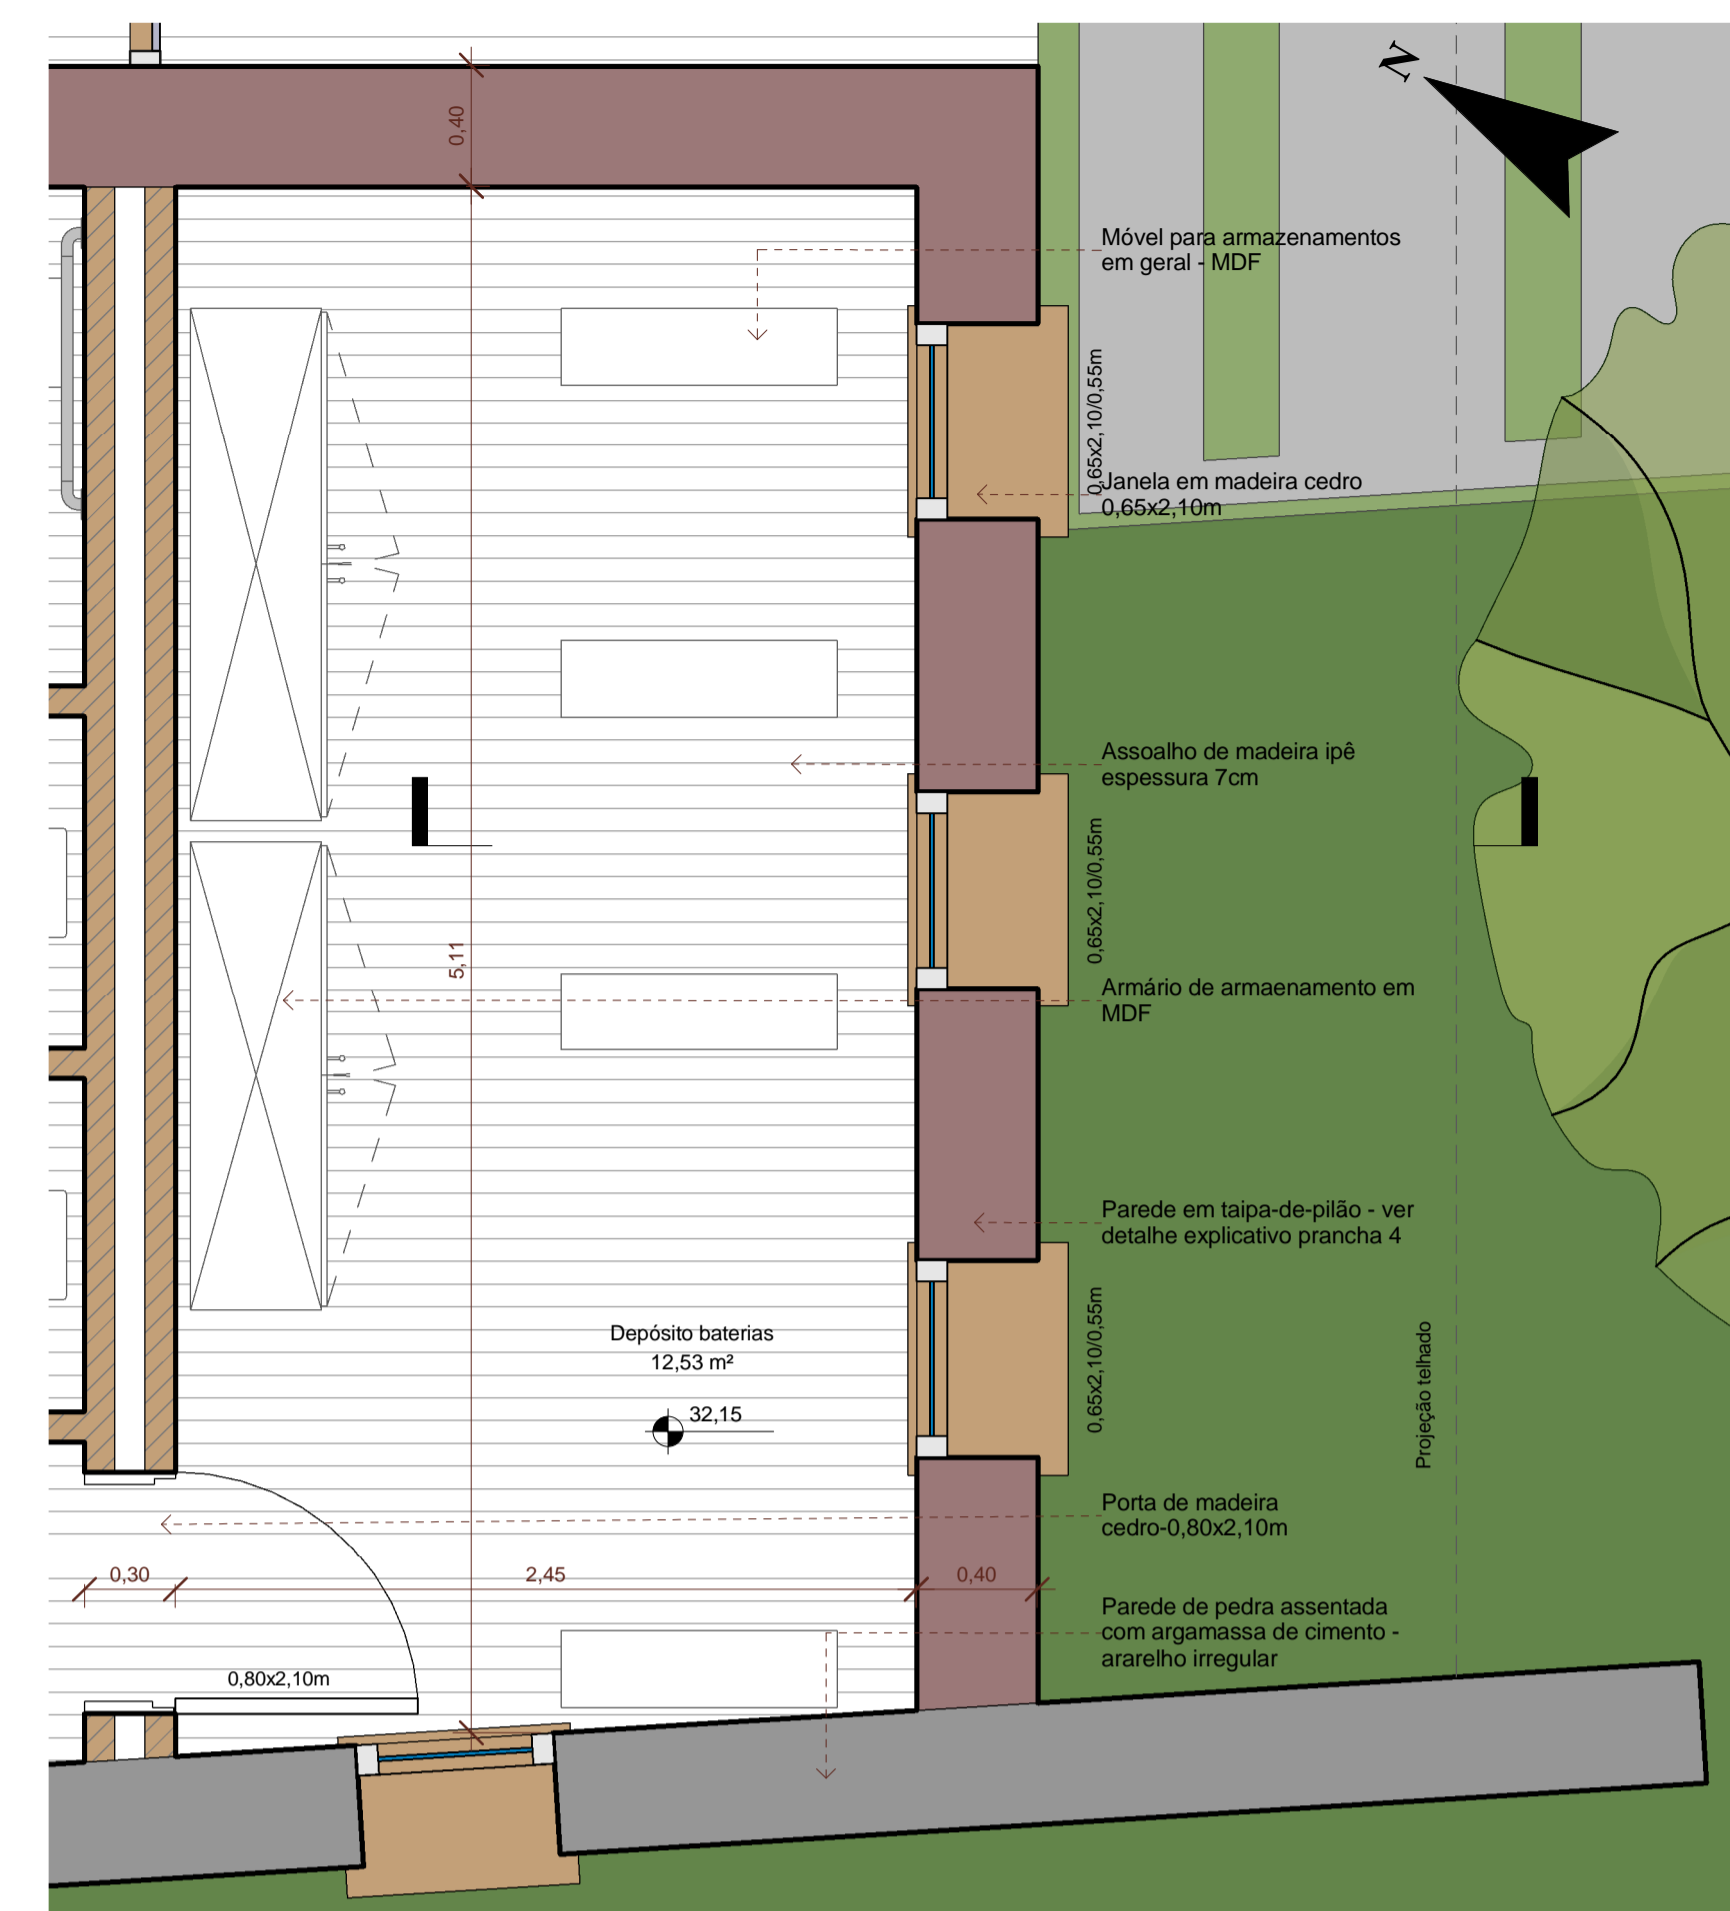 N
0,40
Móvel para armazenamentos
em geral - MDF
0,65x2,10/0,55m
Janela em madeira cedro
0,65x2,10m
Assoalho de madeira ipê
espessura 7cm
0,65x2,10/0,55m
5,11
Armário de armaenamento em
MDF
Parede em taipa-de-pilão - ver
detalhe explicativo prancha 4
Depósito baterias
12,53 m²
32,15
0,65x2,10/0,55m
Projeção telhado
Porta de madeira
cedro-0,80x2,10m
0,30
2,45
0,40
Parede de pedra assentada
com argamassa de cimento -
ararelho irregular
0,80x2,10m